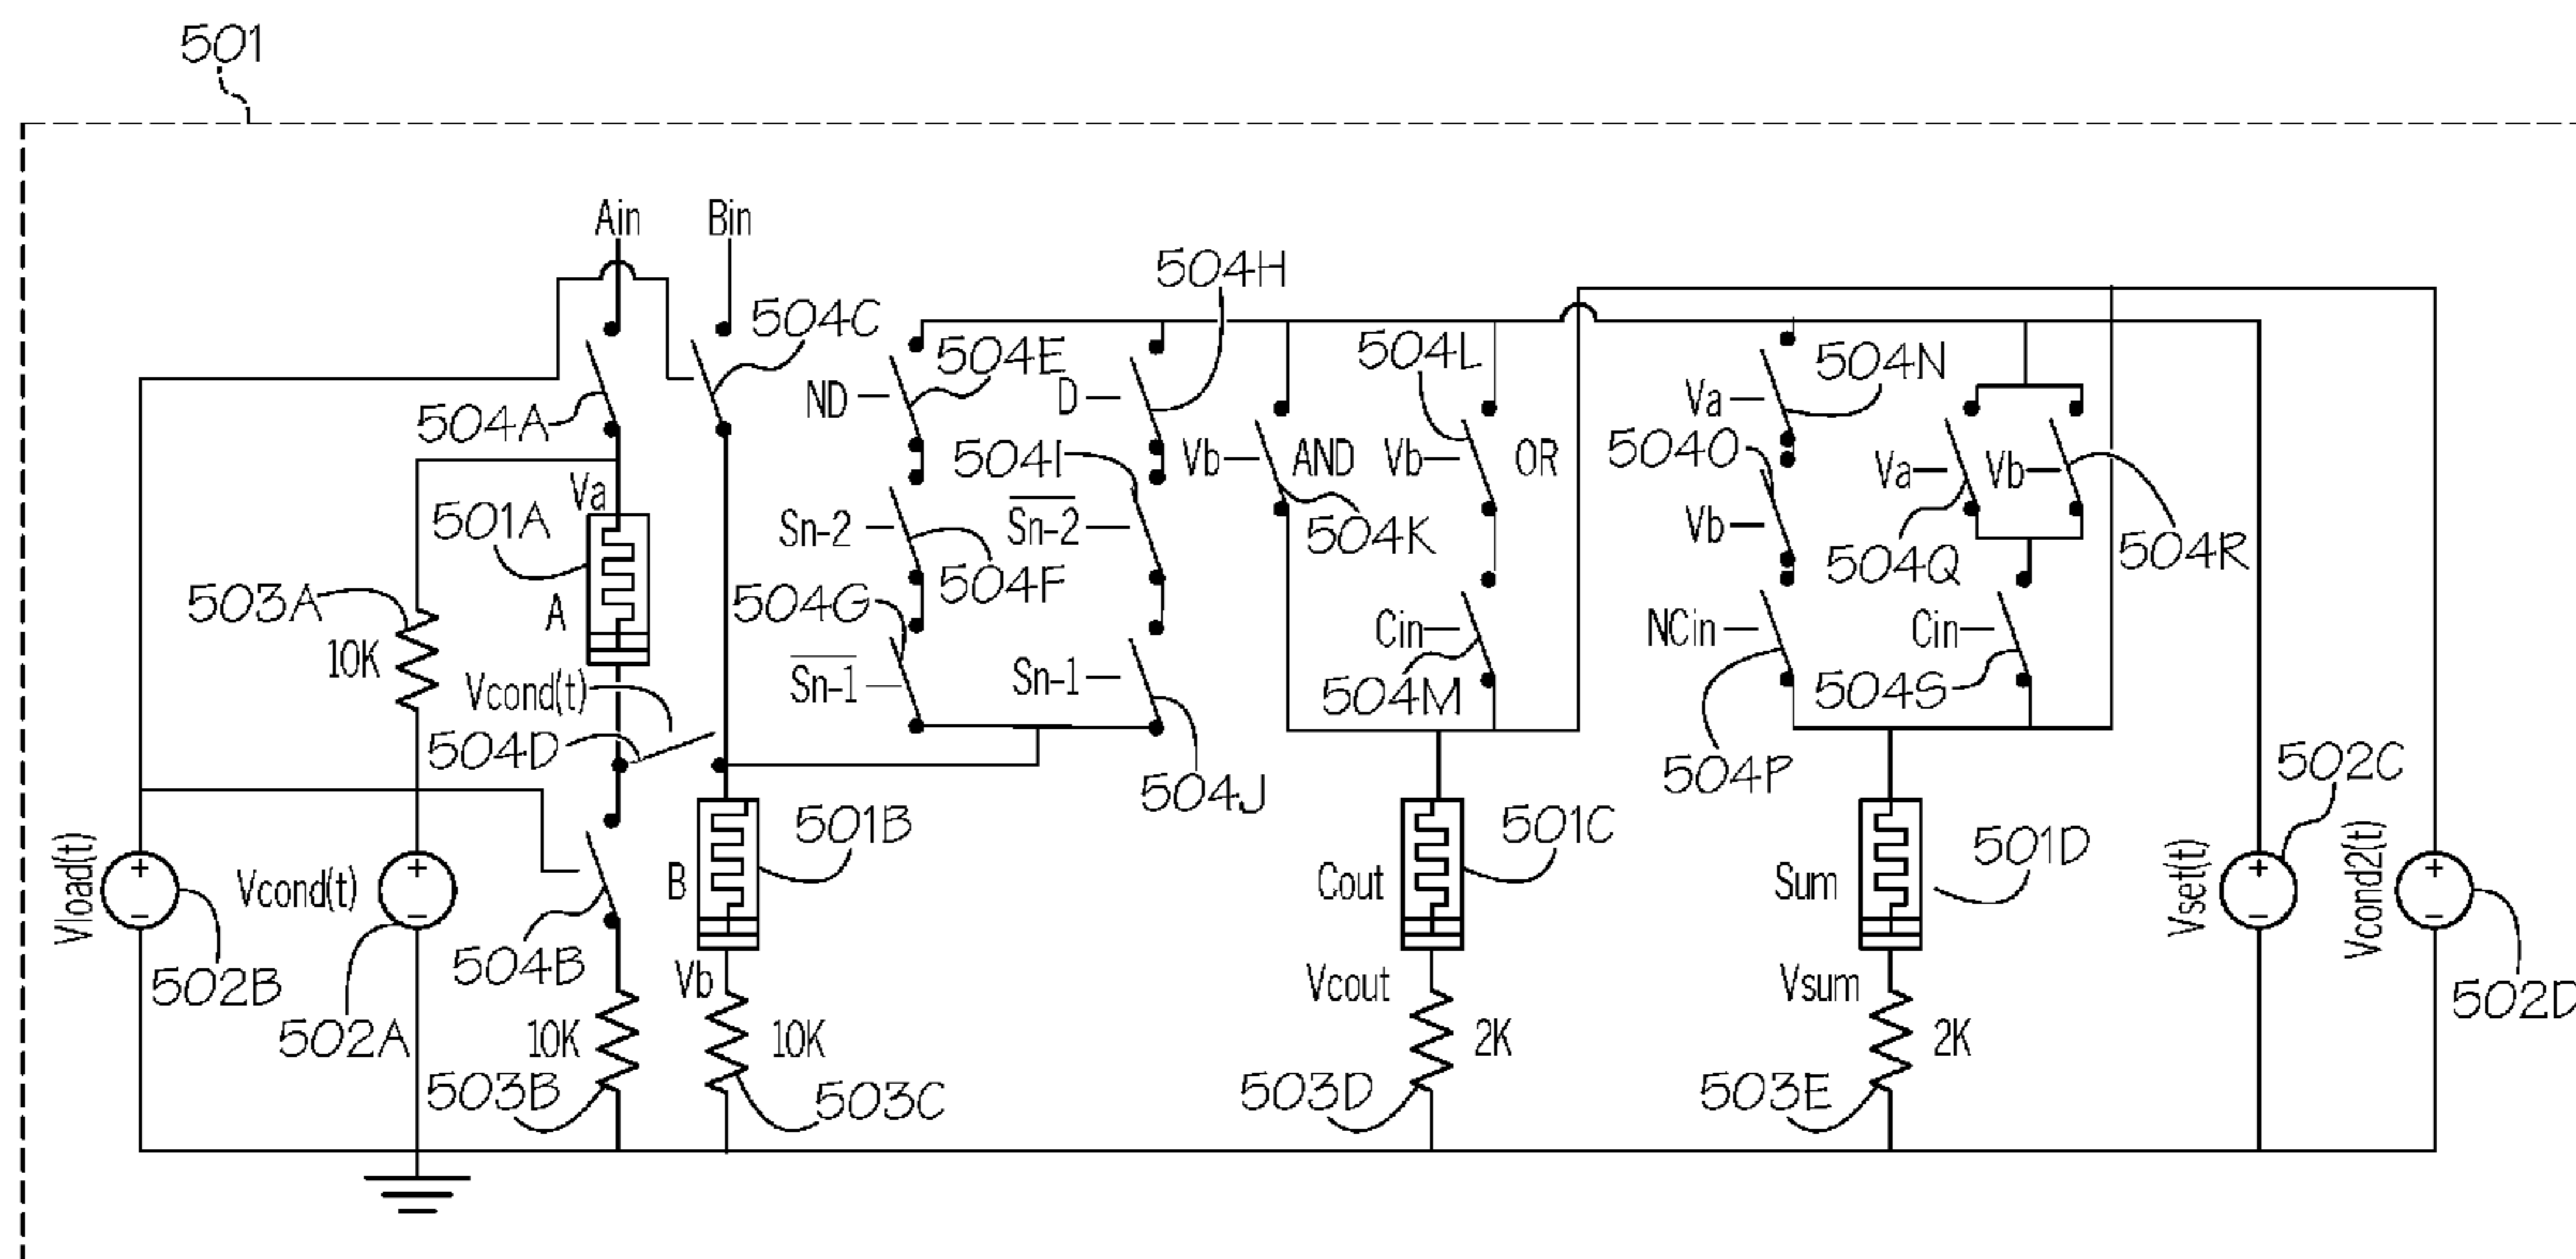 501
Ain
Bin
504H
504C
504E
504L
504N
ND
D
Va
504A
504I
Vb
AND
Vb
OR
504O
Va
Vb
Va
501A
Sn-2
Sn-2
504K
Vb
504Q
504R
503A
A
504G
504F
10K
Cin
NCin
Cin
Vcond(t)
Sn-1
Sn-1
504M
504S
504D
504J
504P
502C
501B
501C
501D
Vload(t)
Vcond(t)
B
Cout
Sum
Vset(t)
Vcond2(t)
502B
504B
Vb
Vcout
Vsum
502D
502A
10K
10K
2K
2K
503B
503C
503D
503E